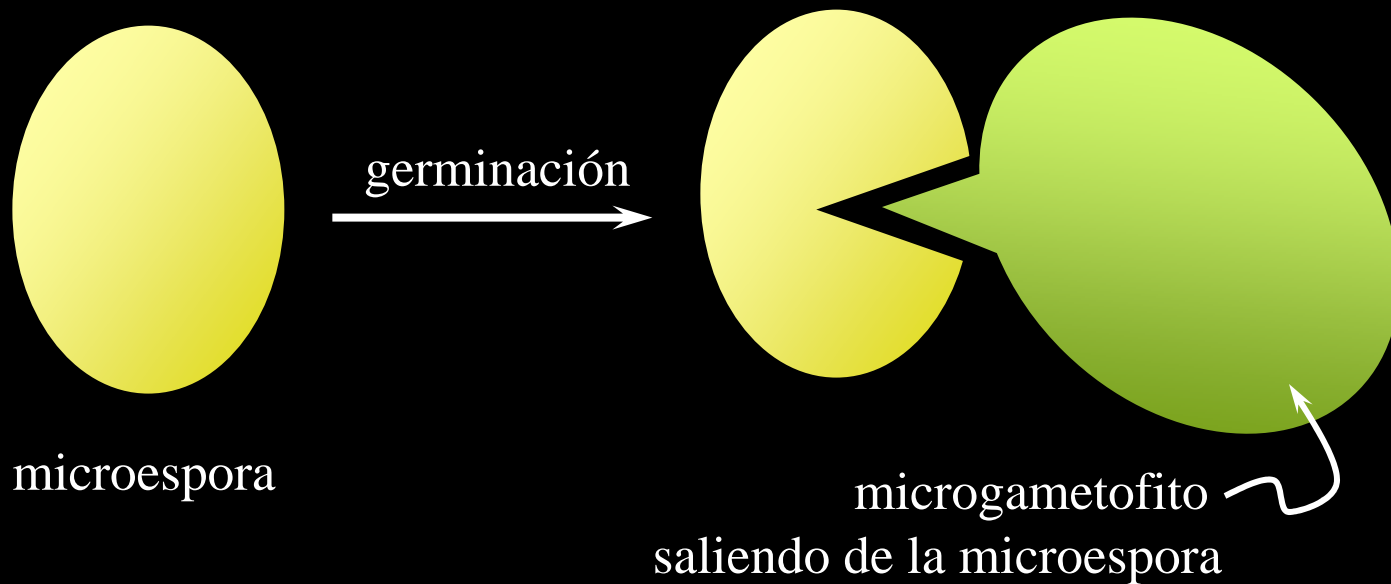 germinación
microespora
microgametofito
saliendo de la microespora